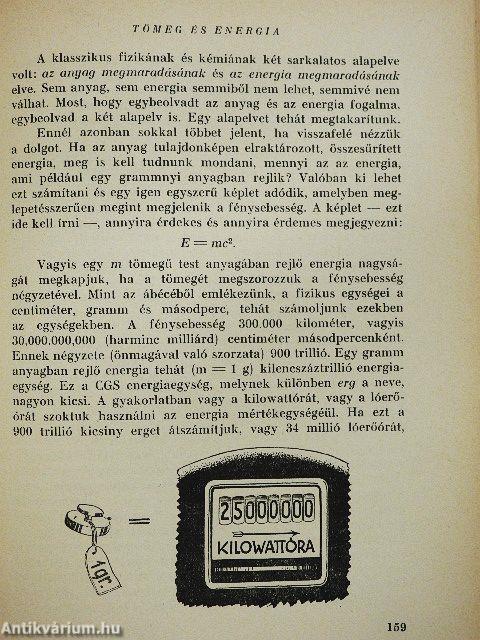 TÖMEG ÉS ENERGIA
A klasszikus fizikának és kémiának két sarkalatos alapelve
volt: az anyag megmaradásának és az energia megmaradásának
elve. Sem anyag, sem energia semmiből nem lehet, semmivé nem
válhat. Most, hogy egybeolvadt az anyag és az energia fogalma,
egybeolvad a két alapelv is. Egy alapelvet tehát megtakarítunk.
Ennél azonban sokkal többet jelent, ha visszafelé nézzük
a dolgot. Ha az anyag tulajdonképen elraktározott, összesűrített
energia, meg is kell tudnunk mondani, mennyi az az energia,
ami például egy grammnyi anyagban rejlik? Valóban ki lehet
ezt számítani és egy igen egyszerű képlet adódik, amelyben meg-
lepetésszerűen megint megjelenik a fénysebesség. A képlet — ezt
ide kell írni —, annyira érdekes és annyira érdemes megjegyezni:
E = mc².
Vagyis egy m tömegű test anyagában rejlő energia nagysá-
gát megkapjuk, ha a tömegét megszorozzuk a fénysebesség
négyzetével. Mint az ábécéből emlékezünk, a fizikus egységei a
centiméter, gramm és másodperc, tehát számoljunk ezekben
az egységekben. A fénysebesség 300.000 kilométer, vagyis
30,000.000,000 (harminc milliárd) centiméter másodpercenként.
Ennek négyzete (önmagával való szorzata) 900 trillió. Egy gramm
anyagban rejlő energia tehát (m = 1 g) kilencszáztrillió energia-
egység. Ez a CGS energiaegység, melynek különben erg a neve,
nagyon kicsi. A gyakorlatban vagy a kilowattórát, vagy a lóerő-
órát szoktuk használni az energia mértékegységéül. Ha ezt a
900 trillió kicsiny erget átszámítjuk, vagy 34 millió lóerőórát,
25000000
=
KILOWATTÓRA
1 gr.
159
Antikvárium.hu